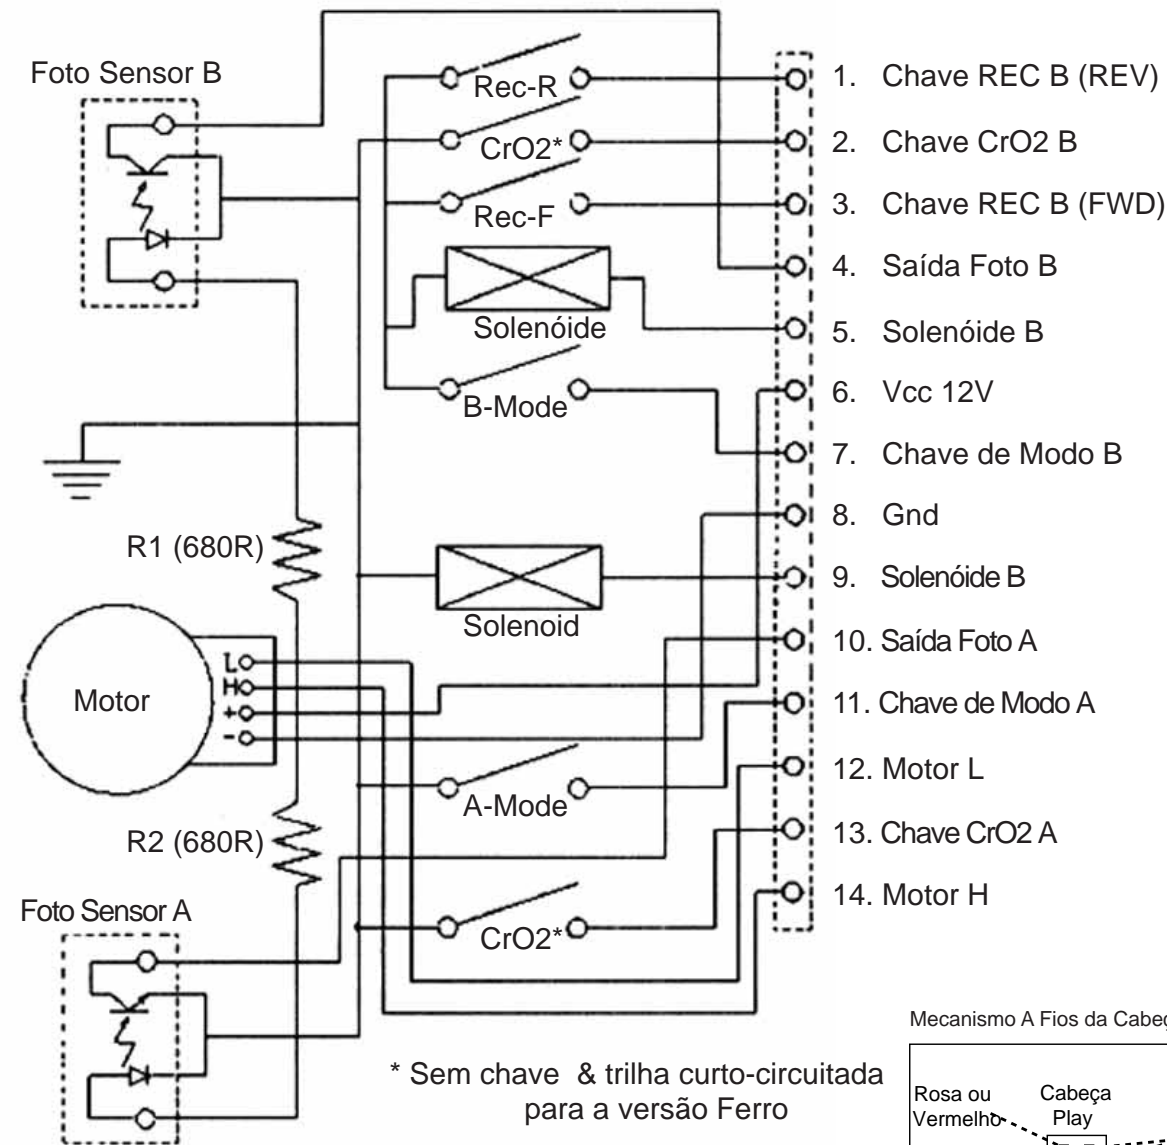 Foto Sensor B
Rec-R
CrO2*
Rec-F
Solenóide
B-Mode
R1 (680R)
Solenoid
Motor
L
H
+
-
A-Mode
R2 (680R)
Foto Sensor A
CrO2*
1. Chave REC B (REV)
2. Chave CrO2 B
3. Chave REC B (FWD)
4. Saída Foto B
5. Solenóide B
6. Vcc 12V
7. Chave de Modo B
8. Gnd
9. Solenóide B
10. Saída Foto A
11. Chave de Modo A
12. Motor L
13. Chave CrO2 A
14. Motor H
* Sem chave & trilha curto-circuitada
para a versão Ferro
Mecanismo A Fios da
Rosa ou
Vermelho
Cabeça
Play